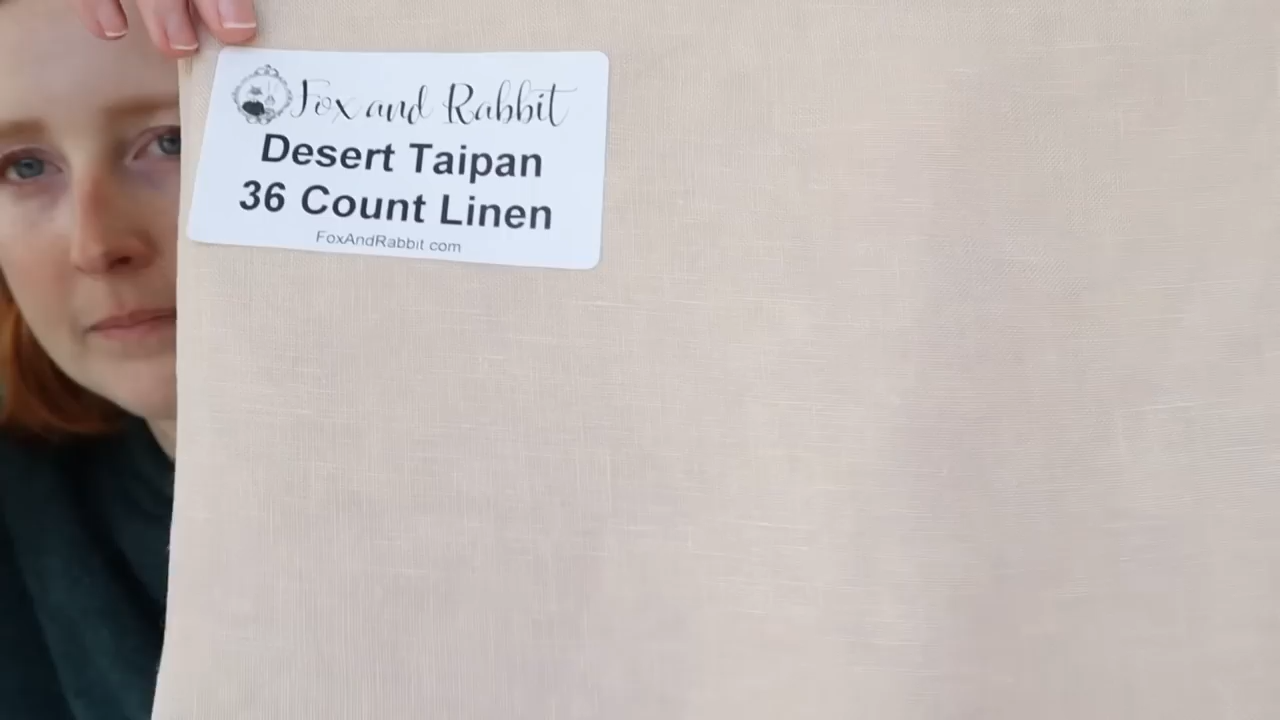 Fox and Rabbit
Desert Taipan
36 Count Linen
FoxAndRabbit.com